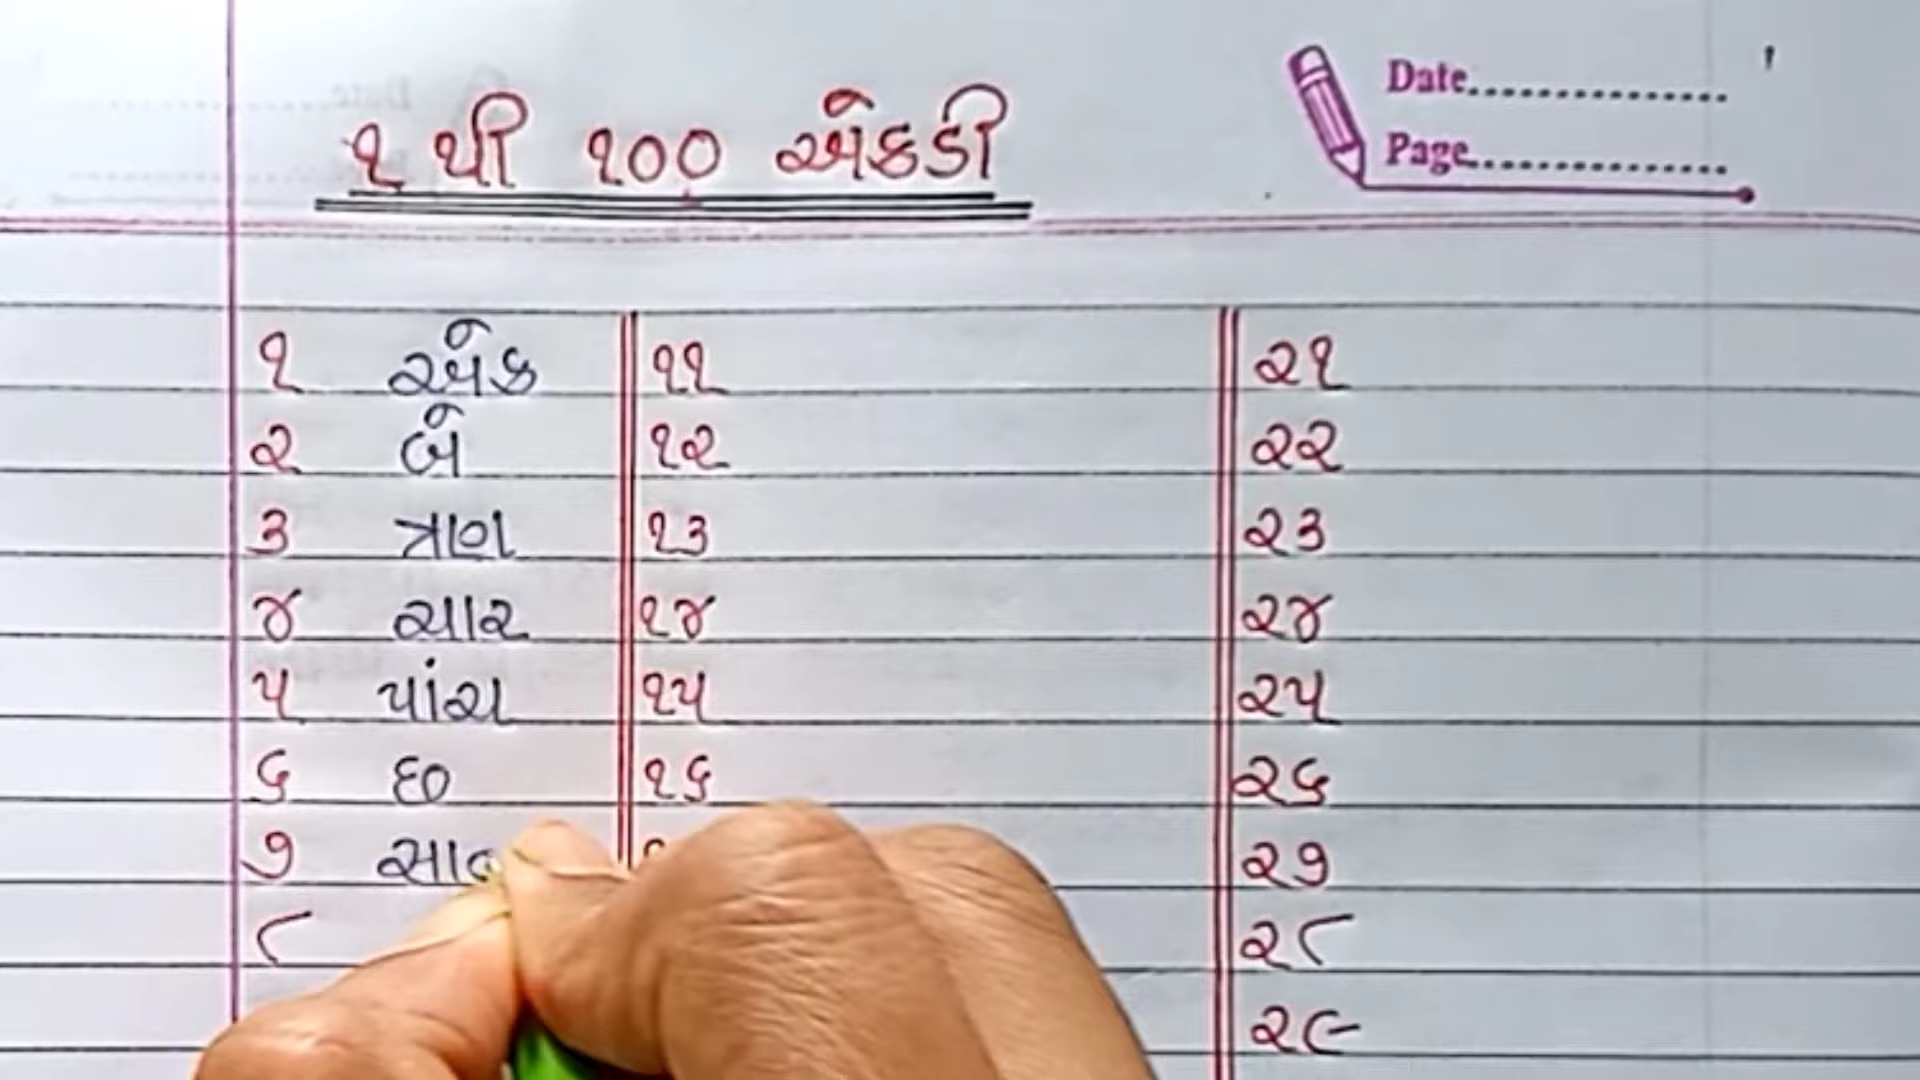 Date
Page
૧ થી ૧૦૦ એકડી
૧ એક ૧૧ ૨૧
૨ બે ૧૨ ૨૨
૩ ત્રણ ૧૩ ૨૩
૪ ચાર ૧૪ ૨૪
૫ પાંચ ૧૫ ૨૫
૬ છ ૧૬ ૨૬
૭ સાત ૨૭
૮ ૨૮
૨૯